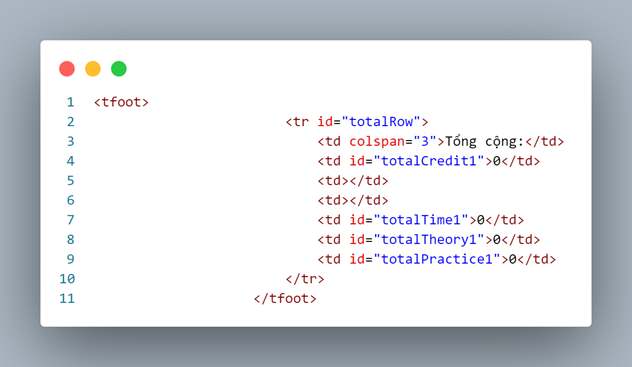 1 <tfoot>
2 <tr id="totalRow">
3 <td colspan="3">Tổng cộng:</td>
4 <td id="totalCredit1">0</td>
5 <td></td>
6 <td></td>
7 <td id="totalTime1">0</td>
8 <td id="totalTheory1">0</td>
9 <td id="totalPractice1">0</td>
10 </tr>
11 </tfoot>